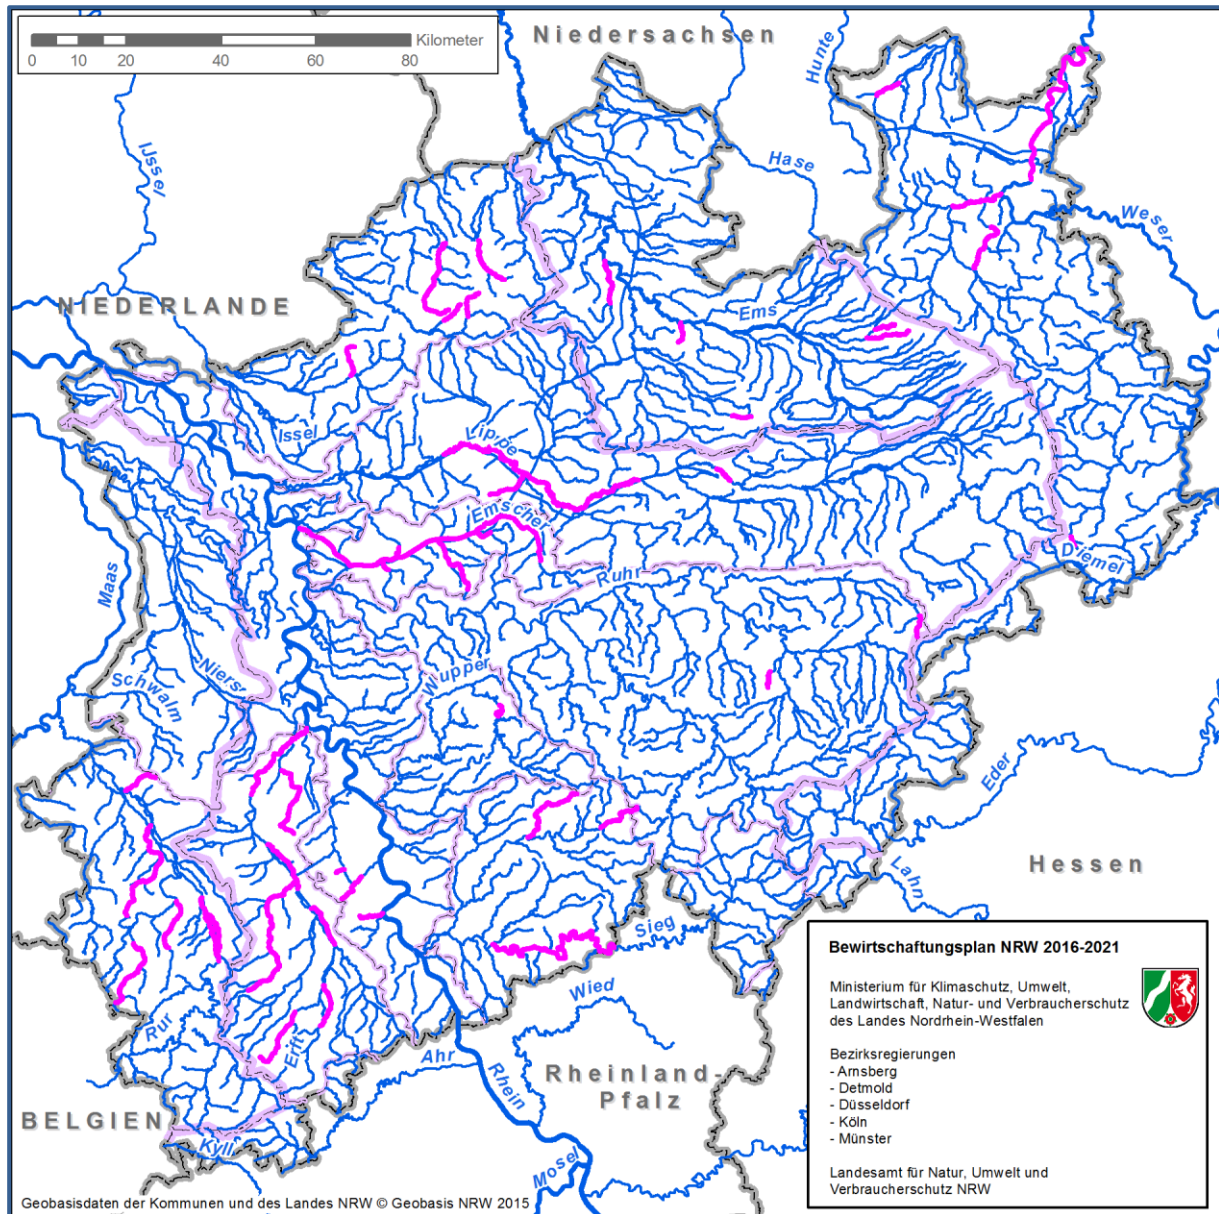 Kilometer
0 10 20 40 60 80
Niedersachsen
Hunte
IJssel
Hase
Weser
NIEDERLANDE
Ems
Issel
Lippe
Emscher
Maas
Ruhr
Diemel
Niers
Schwalm
Wupper
Eder
Hessen
Lahn
Sieg
Wied
Rur
Erft
Ahr
Rhein
Rheinland-
Pfalz
BELGIEN
Kyll
Mosel
Bewirtschaftungsplan NRW 2016-2021
Ministerium für Klimaschutz, Umwelt,
Landwirtschaft, Natur- und Verbraucherschutz
des Landes Nordrhein-Westfalen
Bezirksregierungen
- Arnsberg
- Detmold
- Düsseldorf
- Köln
- Münster
Landesamt für Natur, Umwelt und
Verbraucherschutz NRW
Geobasisdaten der Kommunen und des Landes NRW © Geobasis NRW 2015